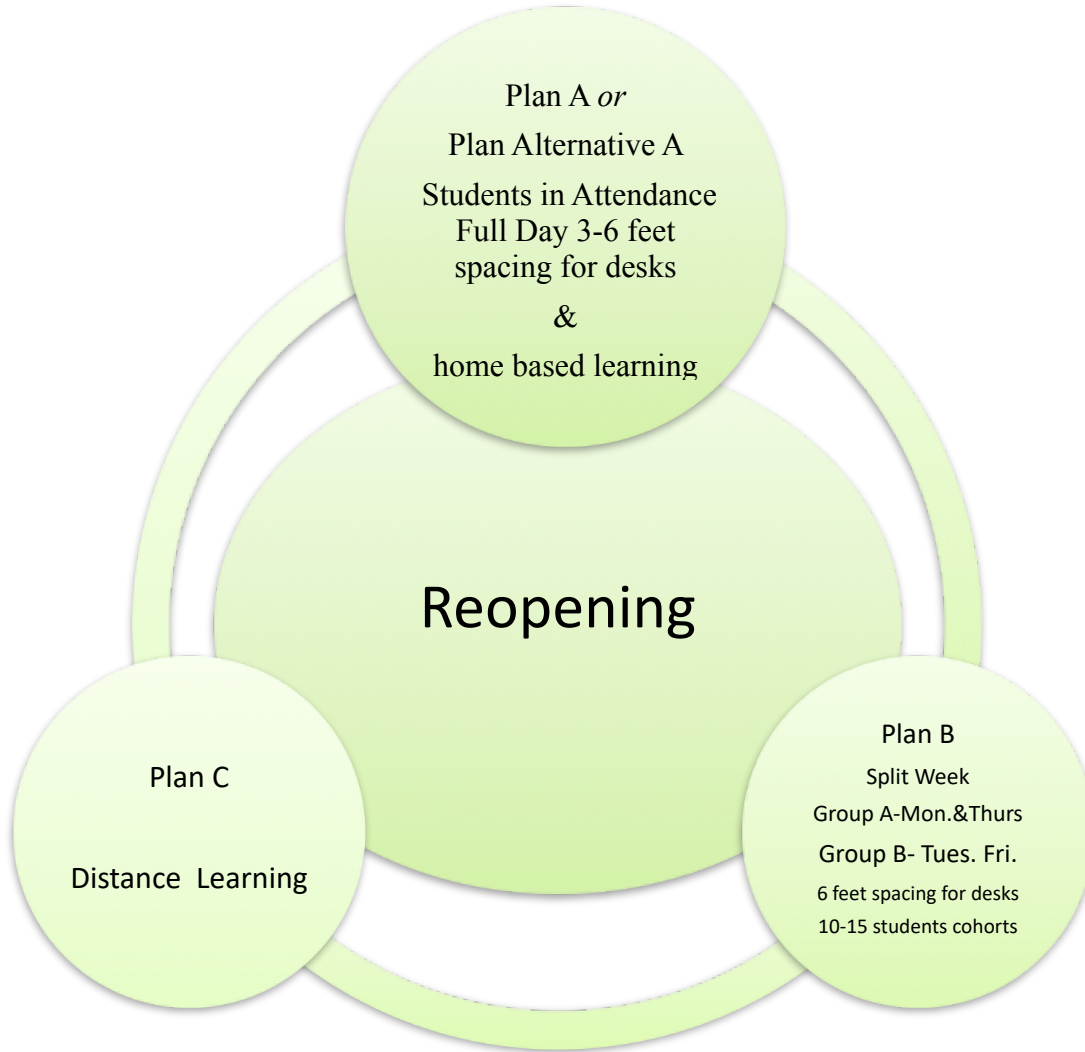 Plan A or
Plan Alternative A
Students in Attendance
Full Day 3-6 feet
spacing for desks
&
home based learning
Reopening
Plan C
Distance Learning
Plan B
Split Week
Group A-Mon.&Thurs
Group B- Tues. Fri.
6 feet spacing for desks
10-15 students cohorts